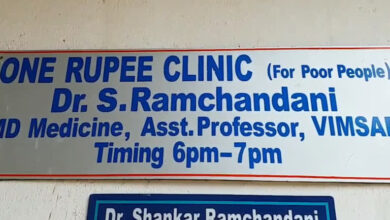 ONE RUPEE CLINIC (For Poor People)
Dr. S.Ramchandani
MD Medicine, Asst. Professor, VIMSAR
Timing 6pm-7pm
Dr. Shankar Ramchandani